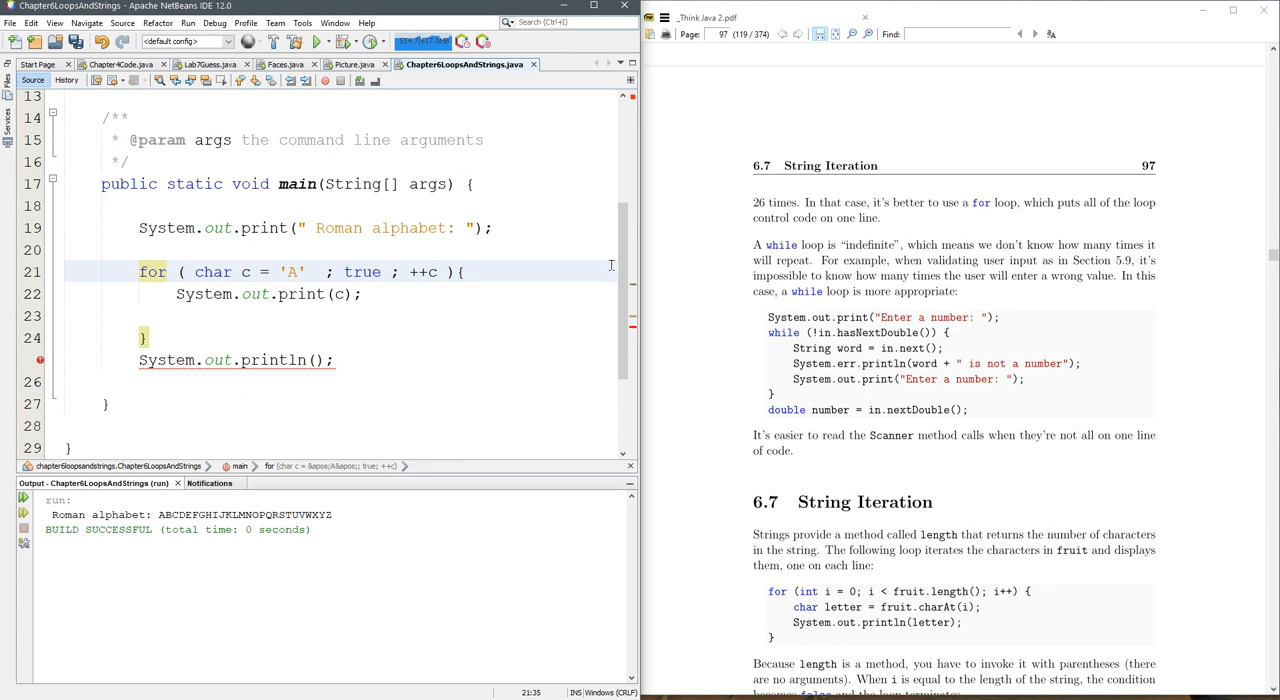 Chapter6LoopsAndStrings - Apache NetBeans IDE 12.0
File Edit View Navigate Source Refactor Run Debug Profile Team Tools Window Help
Search (Ctrl+I)
<default config>
Start Page Chapter4Code.java Lab7Guess.java Faces.java Picture.java Chapter6LoopsAndStrings.java
Source History
Files
Services
13
14 /**
15 * @param args the command line arguments
16 */
17 public static void main(String[] args) {
18
19 System.out.print(" Roman alphabet: ");
20
21 for ( char c = 'A' ; true ; ++c ){
22 System.out.print(c);
23
24 }
System.out.println();
26
27 }
28
29 }
chapter6loopsandstrings.Chapter6LoopsAndStrings main for (char c = &apos;A&apos;; true; ++c)
Output - Chapter6LoopsAndStrings (run) Notifications
run:
Roman alphabet: ABCDEFGHIJKLMNOPQRSTUVWXYZ
BUILD SUCCESSFUL (total time: 0 seconds)
21:35 INS Windows (CRLF)
_Think Java 2.pdf
Page: 97 (119 / 374) Find:
6.7 String Iteration 97
26 times. In that case, it's better to use a for loop, which puts all of the loop
control code on one line.
A while loop is “indefinite”, which means we don't know how many times it
will repeat. For example, when validating user input as in Section 5.9, it's
impossible to know how many times the user will enter a wrong value. In this
case, a while loop is more appropriate:
System.out.print("Enter a number: ");
while (!in.hasNextDouble()) {
String word = in.next();
System.err.println(word + " is not a number");
System.out.print("Enter a number: ");
}
double number = in.nextDouble();
It's easier to read the Scanner method calls when they're not all on one line
of code.
6.7 String Iteration
Strings provide a method called length that returns the number of characters
in the string. The following loop iterates the characters in fruit and displays
them, one on each line:
for (int i = 0; i < fruit.length(); i++) {
char letter = fruit.charAt(i);
System.out.println(letter);
}
Because length is a method, you have to invoke it with parentheses (there
are no arguments). When i is equal to the length of the string, the condition
becomes false and the loop terminates.